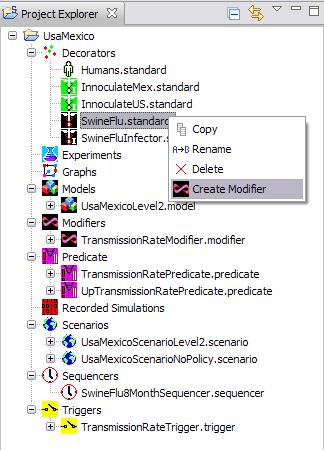 Project Explorer
UsaMexico
Decorators
Humans.standard
InnoculateMex.standard
InnoculateUS.standard
SwineFlu.standard
Copy
SwineFluInfector.s
Rename
Delete
Experiments
Create Modifier
Graphs
Models
UsaMexicoLevel2.model
Modifiers
TransmissionRateModifier.modifier
Predicate
TransmissionRatePredicate.predicate
UpTransmissionRatePredicate.predicate
Recorded Simulations
Scenarios
UsaMexicoScenarioLevel2.scenario
UsaMexicoScenarioNoPolicy.scenario
Sequencers
SwineFlu8MonthSequencer.sequencer
Triggers
TransmissionRateTrigger.trigger